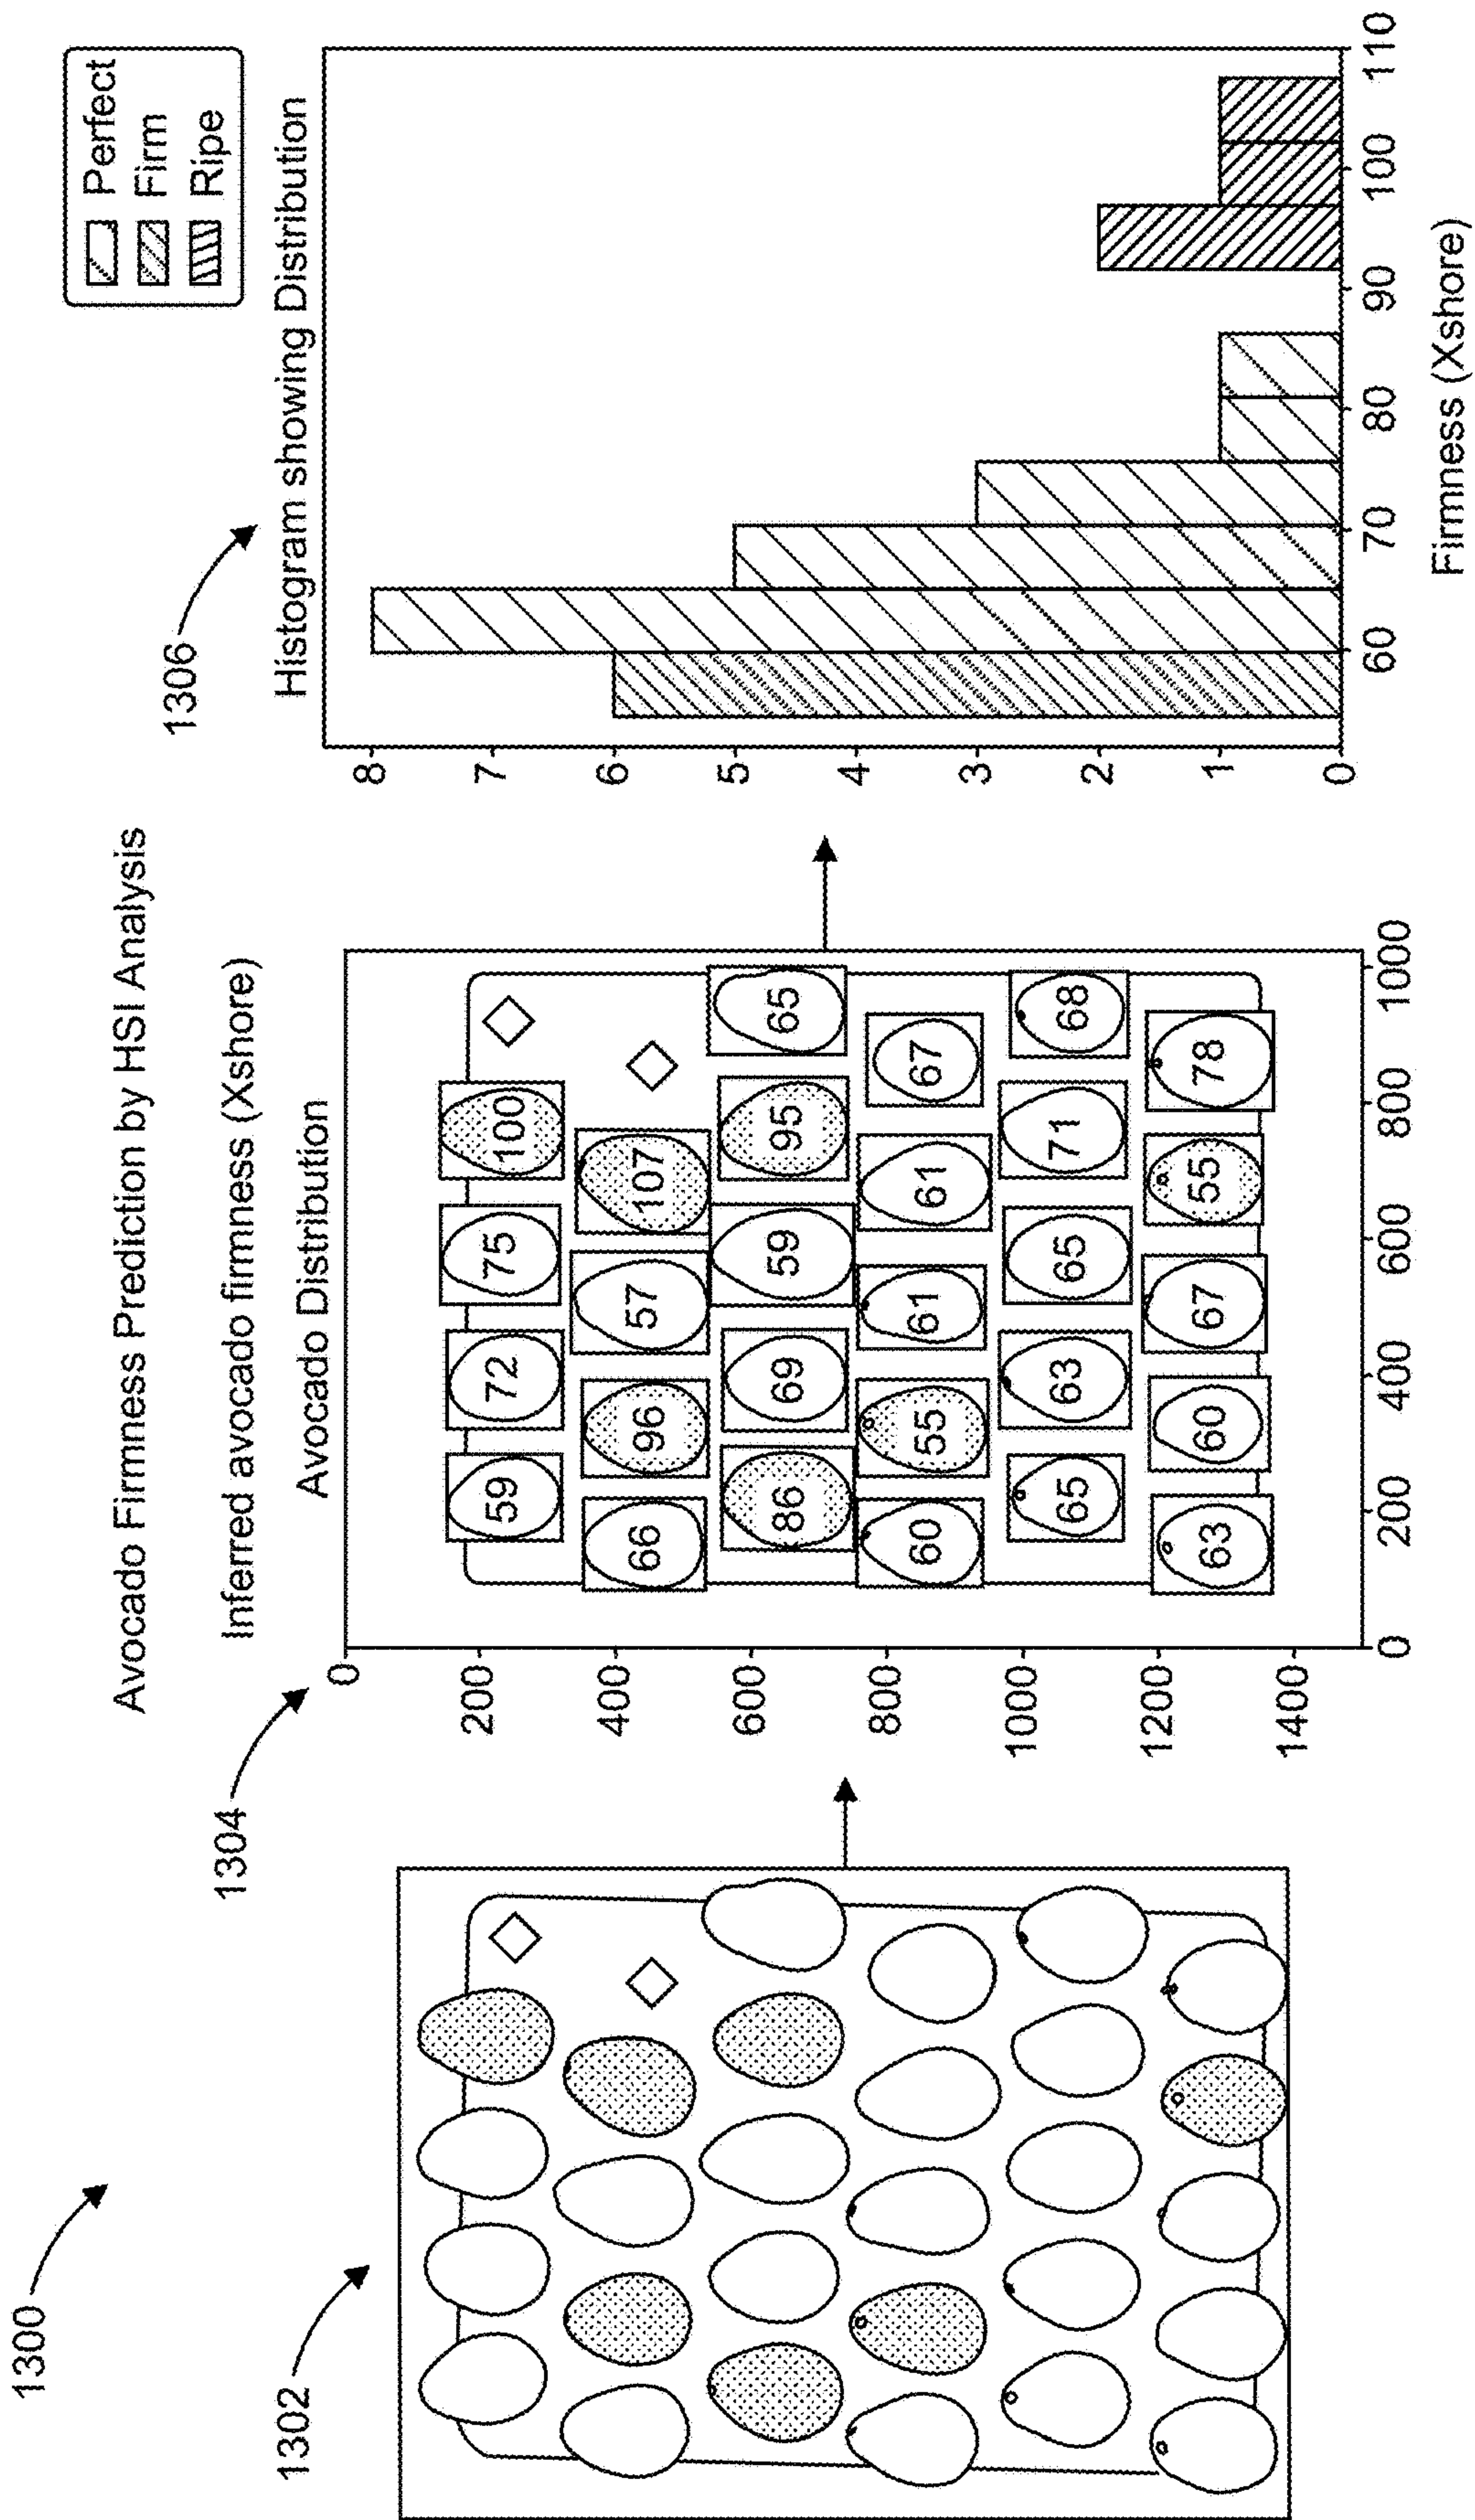 1300
Avocado Firmness Prediction by HSI Analysis
1302
1304
Inferred avocado firmness (Xshore)
Avocado Distribution
0
200
400
600
800
1000
1200
1400
59 72 75 100
66 96 57 107
86 69 59 95 65
60 55 61 61 67
65 63 65 71 68
63 60 67 55 78
0 200 400 600 800 1000
1306
Perfect
Firm
Ripe
Histogram showing Distribution
8
7
6
5
4
3
2
1
0
60 70 80 90 100 110
Firmness (Xshore)